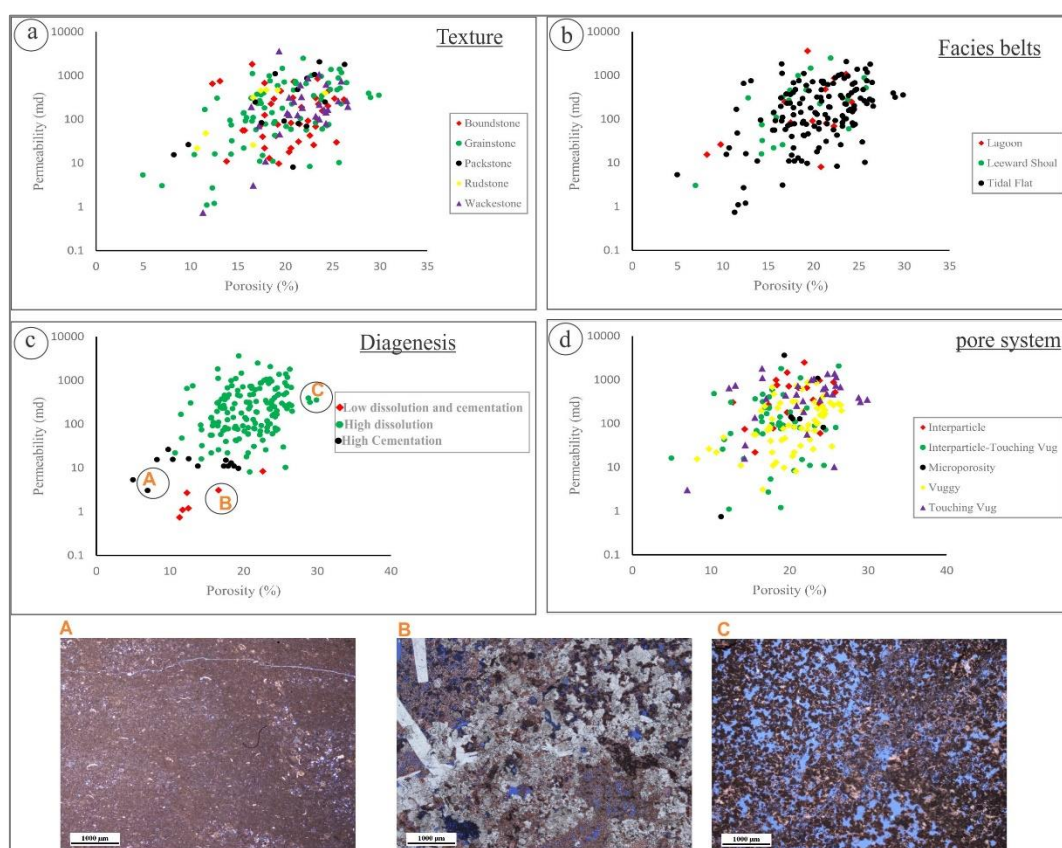 a
Texture
Permeability (md)
10000
1000
100
10
1
0.1
0
5
10
15
20
25
30
35
Porosity (%)
Boundstone
Grainstone
Packstone
Rudstone
Wackestone
b
Facies belts
Permeability (md)
10000
1000
100
10
1
0.1
0
5
10
15
20
25
30
35
Porosity (%)
Lagoon
Leeward Shoal
Tidal Flat
c
Diagenesis
Permeability (md)
10000
1000
100
10
1
0.1
0
10
20
30
40
Porosity (%)
C
A
B
Low dissolution and cementation
High dissolution
High Cementation
d
pore system
Permeability (md)
10000
1000
100
10
1
0.1
0
10
20
30
40
Porosity (%)
Interparticle
Interparticle-Touching Vug
Microporosity
Vuggy
Touching Vug
A
1000 µm
B
1000 µm
C
1000 µm